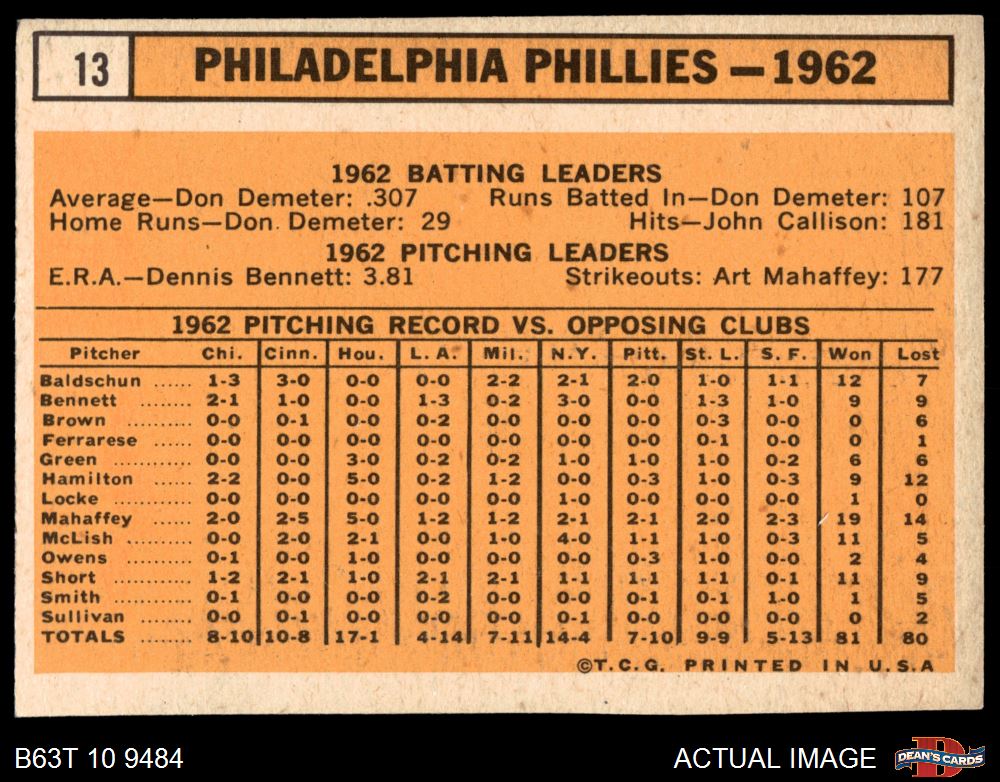 13 PHILADELPHIA PHILLIES — 1962
1962 BATTING LEADERS
Average—Don Demeter: .307 Runs Batted In—Don Demeter: 107
Home Runs—Don Demeter: 29 Hits—John Callison: 181
1962 PITCHING LEADERS
E.R.A.—Dennis Bennett: 3.81 Strikeouts: Art Mahaffey: 177
1962 PITCHING RECORD VS. OPPOSING CLUBS
Pitcher Chi. Cinn. Hou. L. A. Mil. N.Y. Pitt. St. L. S. F. Won Lost
Baldschun ...... 1-3 3-0 0-0 0-0 2-2 2-1 2-0 1-0 1-1 12 7
Bennett ........ 2-1 1-0 0-0 1-3 0-2 3-0 0-0 1-3 1-0 9 9
Brown .......... 0-0 0-1 0-0 0-2 0-0 0-0 0-0 0-3 0-0 0 6
Ferrarese ...... 0-0 0-0 0-0 0-0 0-0 0-0 0-0 0-1 0-0 0 1
Green ............ 0-0 0-0 3-0 0-2 0-2 1-0 1-0 1-0 0-2 6 6
Hamilton ...... 2-2 0-0 5-0 0-2 1-2 0-0 0-3 1-0 0-3 9 12
Locke ............ 0-0 0-0 0-0 0-0 0-0 1-0 0-0 0-0 0-0 1 0
Mahaffey ...... 2-0 2-5 5-0 1-2 1-2 2-1 2-1 2-0 2-3 19 14
McLish .......... 0-0 2-0 2-1 0-0 1-0 4-0 1-1 1-0 0-3 11 5
Owens .......... 0-1 0-0 1-0 0-0 0-0 0-0 0-3 0-0 0-0 2 4
Short ............ 1-2 2-1 1-0 2-1 2-1 1-1 1-1 1-1 0-1 11 9
Smith ............ 0-1 0-0 0-0 0-2 0-0 0-0 0-1 0-1 1-0 1 5
Sullivan ........ 0-0 0-1 0-0 0-0 0-0 0-1 0-0 0-0 0-0 0 2
TOTALS ........ 8-10 10-8 17-1 4-14 7-11 14-4 7-10 9-9 5-13 81 80
©T.C.G. PRINTED IN U.S.A
B63T 10 9484 ACTUAL IMAGE D DEAN'S CARDS